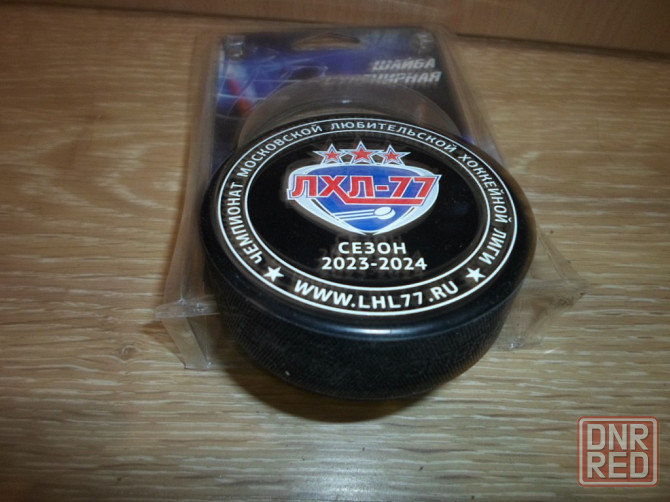 ШАЙБА
СУВЕНИРНАЯ
ЧЕМПИОНАТ МОСКОВСКОЙ ЛЮБИТЕЛЬСКОЙ ХОККЕЙНОЙ ЛИГИ
ЛХЛ-77
СЕЗОН
2023-2024
WWW.LHL77.RU
DNR
RED